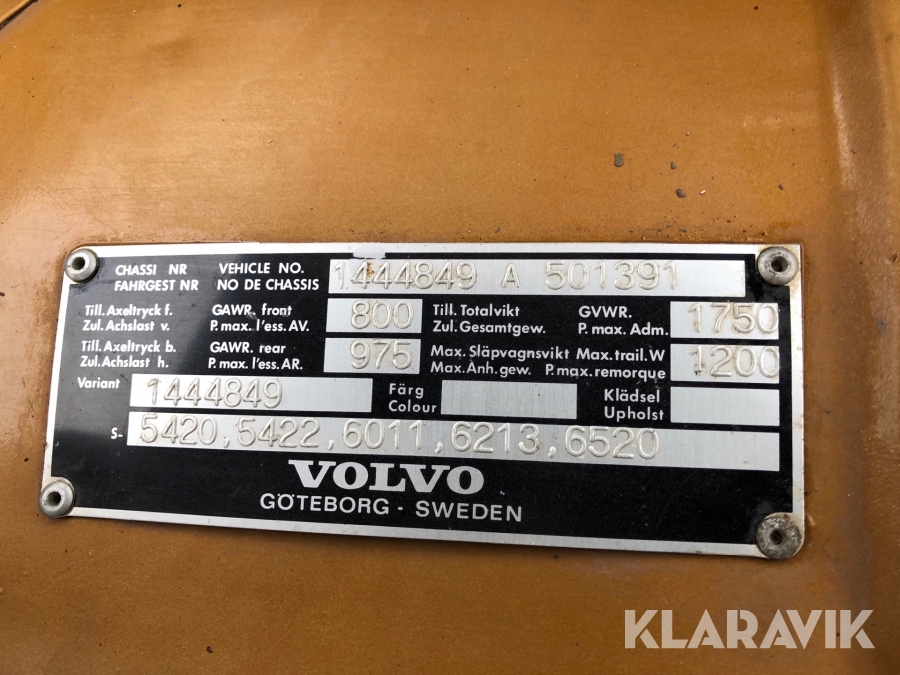 CHASSI NR VEHICLE NO. 1444849 A 501391
FAHRGEST NR NO DE CHASSIS
Till. Axeltryck f. GAWR. front 800 Till. Totalvikt GVWR. 1750
Zul. Achslast v. P. max. l'ess. AV. Zul. Gesamtgew. P. max. Adm.
Till. Axeltryck b. GAWR. rear 975 Max. Släpvagnsvikt Max. trail. W 1200
Zul. Achslast h. P. max. l'ess. AR. Max. Anh. gew. P. max. remorque
Variant 1444849 Färg Klädsel
Colour Upholst
S- 5420,5422,6011,6213,6520
VOLVO
GÖTEBORG - SWEDEN
KLARAVIK